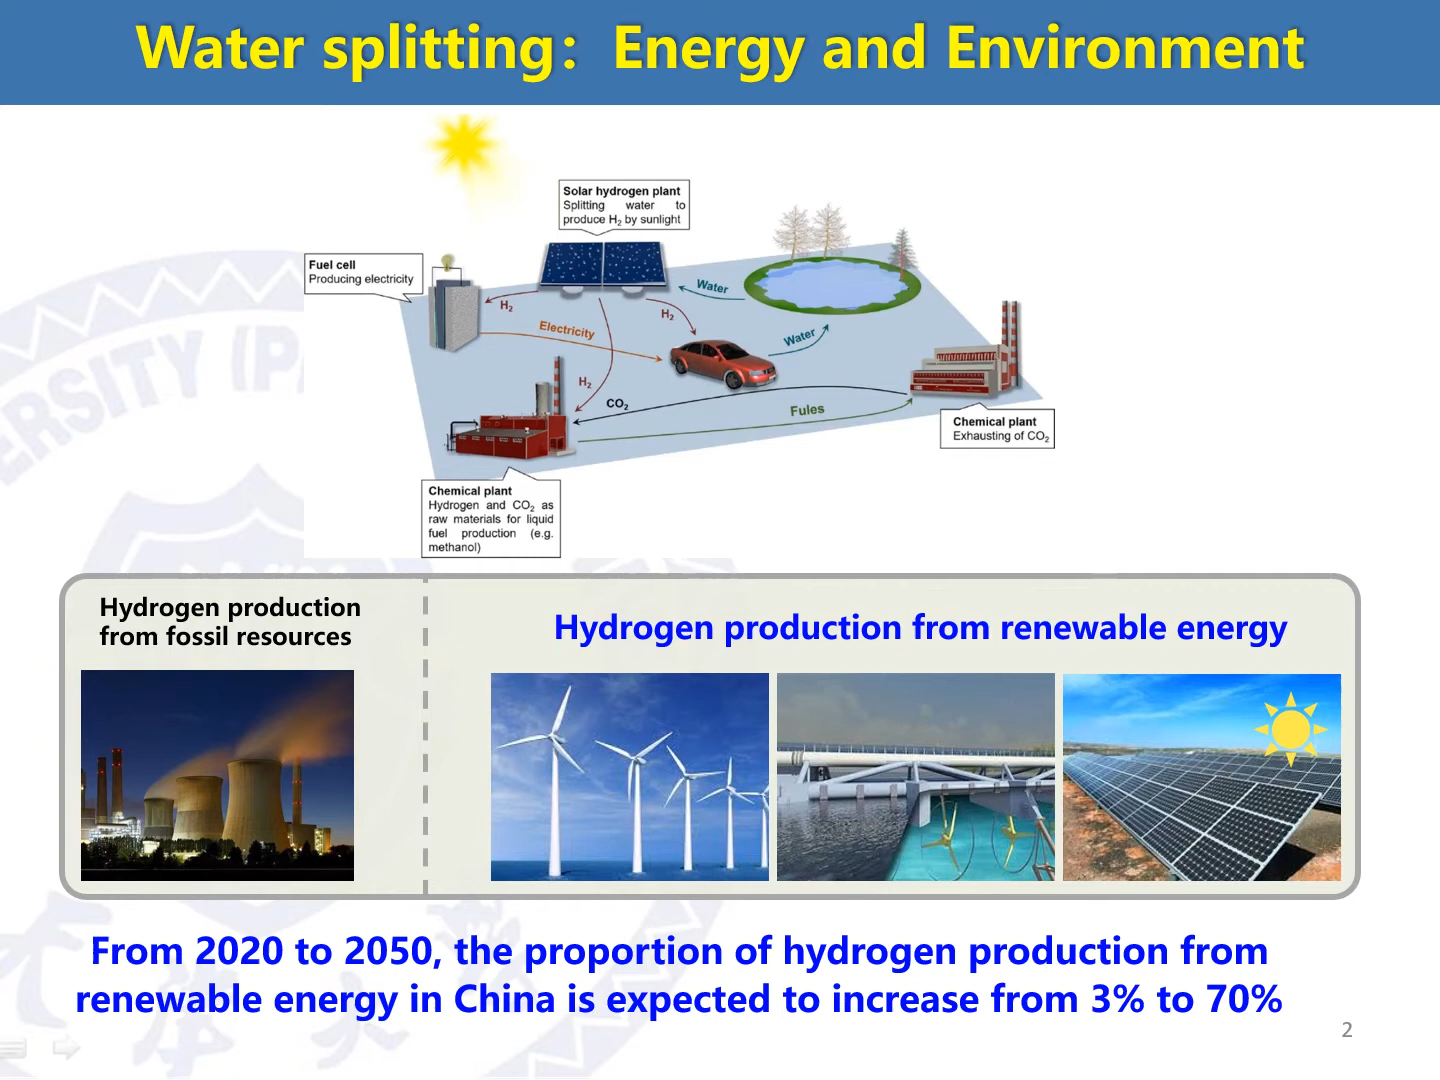 Water splitting：Energy and Environment
Solar hydrogen plant
Splitting water to
produce H₂ by sunlight
Fuel cell
Producing electricity
Water
H₂
H₂
Electricity
Water
H₂
CO₂
Fules
Chemical plant
Exhausting of CO₂
Chemical plant
Hydrogen and CO₂ as
raw materials for liquid
fuel production (e.g.
methanol)
Hydrogen production
from fossil resources
Hydrogen production from renewable energy
From 2020 to 2050, the proportion of hydrogen production from
renewable energy in China is expected to increase from 3% to 70%
2